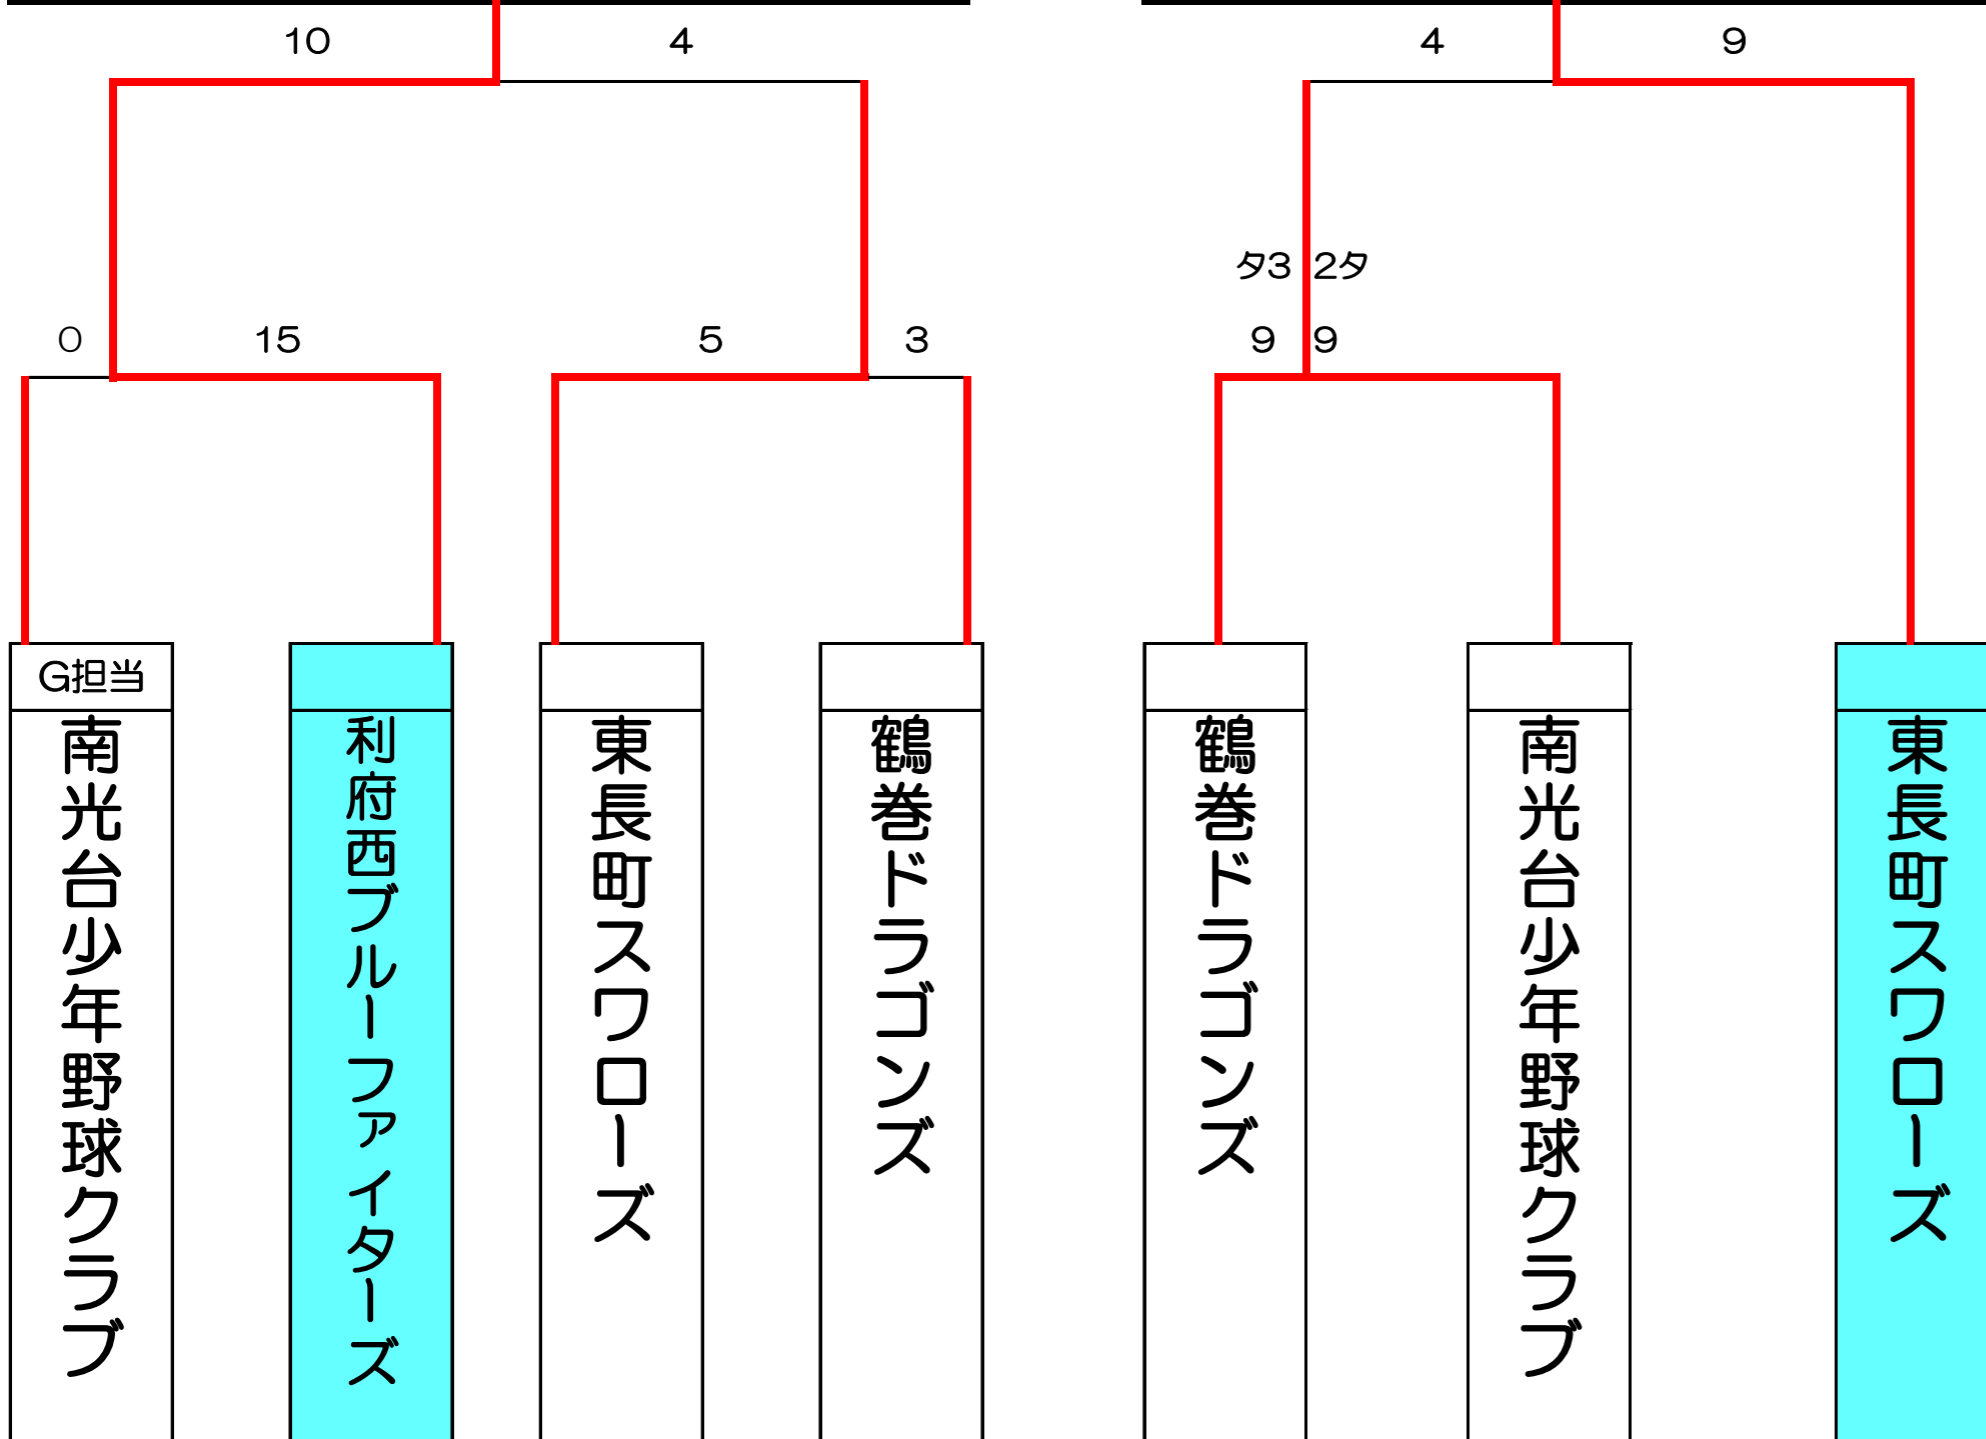 10 4 4 9
タ3 2タ
0 15 5 3 9 9
G担当
南光台少年野球クラブ
利府西ブルーファイターズ
東長町スワローズ
鶴巻ドラゴンズ
鶴巻ドラゴンズ
南光台少年野球クラブ
東長町スワローズ